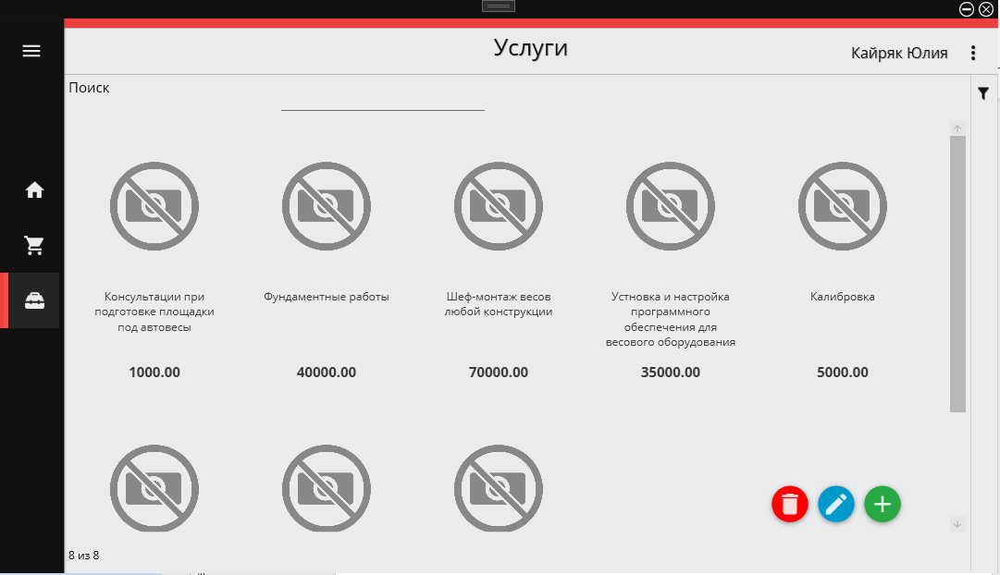 Услуги
Кайряк Юлия
Поиск
Консультации при
подготовке площадки
под автовесы
1000.00
Фундаментные работы
40000.00
Шеф-монтаж весов
любой конструкции
70000.00
Устновка и настройка
программного
обеспечения для
весового оборудования
35000.00
Калибровка
5000.00
8 из 8